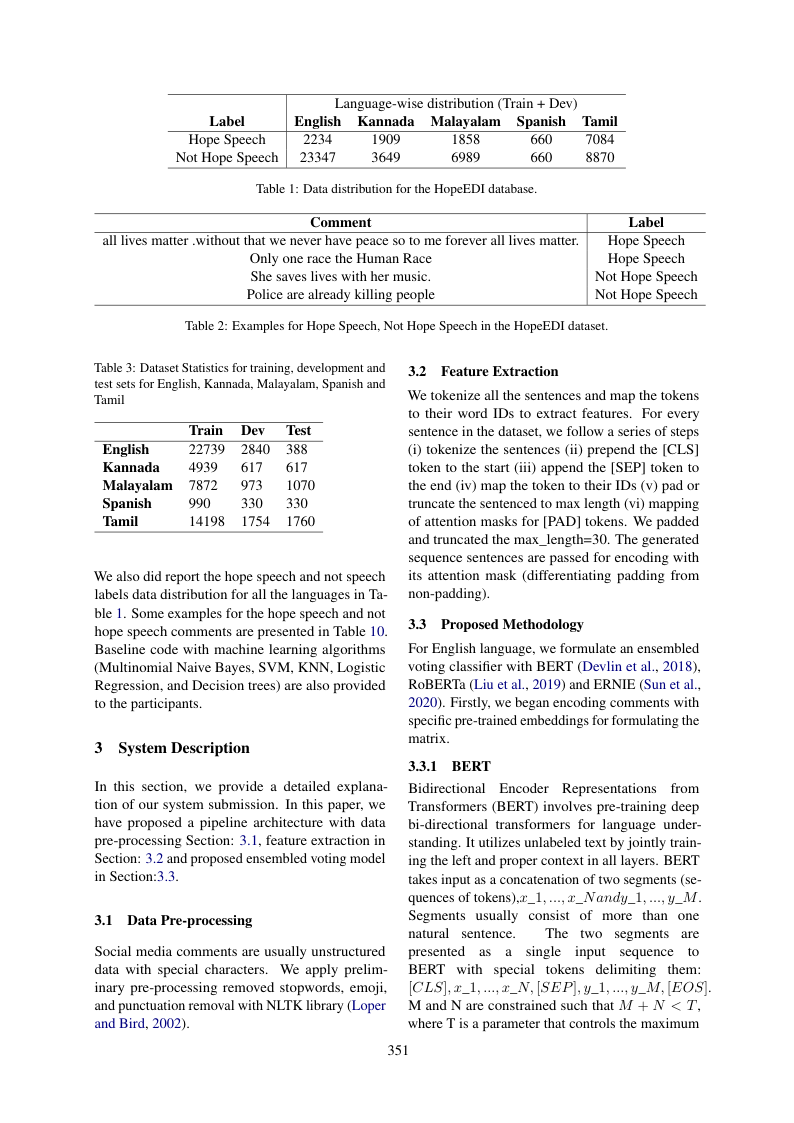 Language-wise distribution (Train + Dev)
Label English Kannada Malayalam Spanish Tamil
Hope Speech 2234 1909 1858 660 7084
Not Hope Speech 23347 3649 6989 660 8870
Table 1: Data distribution for the HopeEDI database.
Comment Label
all lives matter .without that we never have peace so to me forever all lives matter. Hope Speech
Only one race the Human Race Hope Speech
She saves lives with her music. Not Hope Speech
Police are already killing people Not Hope Speech
Table 2: Examples for Hope Speech, Not Hope Speech in the HopeEDI dataset.
Table 3: Dataset Statistics for training, development and
test sets for English, Kannada, Malayalam, Spanish and
Tamil
Train Dev Test
English 22739 2840 388
Kannada 4939 617 617
Malayalam 7872 973 1070
Spanish 990 330 330
Tamil 14198 1754 1760
We also did report the hope speech and not speech
labels data distribution for all the languages in Ta-
ble 1. Some examples for the hope speech and not
hope speech comments are presented in Table 10.
Baseline code with machine learning algorithms
(Multinomial Naive Bayes, SVM, KNN, Logistic
Regression, and Decision trees) are also provided
to the participants.
3 System Description
In this section, we provide a detailed explana-
tion of our system submission. In this paper, we
have proposed a pipeline architecture with data
pre-processing Section: 3.1, feature extraction in
Section: 3.2 and proposed ensembled voting model
in Section:3.3.
3.1 Data Pre-processing
Social media comments are usually unstructured
data with special characters. We apply prelim-
inary pre-processing removed stopwords, emoji,
and punctuation removal with NLTK library (Loper
and Bird, 2002).
3.2 Feature Extraction
We tokenize all the sentences and map the tokens
to their word IDs to extract features. For every
sentence in the dataset, we follow a series of steps
(i) tokenize the sentences (ii) prepend the [CLS]
token to the start (iii) append the [SEP] token to
the end (iv) map the token to their IDs (v) pad or
truncate the sentenced to max length (vi) mapping
of attention masks for [PAD] tokens. We padded
and truncated the max_length=30. The generated
sequence sentences are passed for encoding with
its attention mask (differentiating padding from
non-padding).
3.3 Proposed Methodology
For English language, we formulate an ensembled
voting classifier with BERT (Devlin et al., 2018),
RoBERTa (Liu et al., 2019) and ERNIE (Sun et al.,
2020). Firstly, we began encoding comments with
specific pre-trained embeddings for formulating the
matrix.
3.3.1 BERT
Bidirectional Encoder Representations from
Transformers (BERT) involves pre-training deep
bi-directional transformers for language under-
standing. It utilizes unlabeled text by jointly train-
ing the left and proper context in all layers. BERT
takes input as a concatenation of two segments (se-
quences of tokens),x_1, ..., x_Nandy_1, ..., y_M.
Segments usually consist of more than one
natural sentence. The two segments are
presented as a single input sequence to
BERT with special tokens delimiting them:
[CLS], x_1, ..., x_N, [SEP], y_1, ..., y_M, [EOS].
M and N are constrained such that M + N < T,
where T is a parameter that controls the maximum
351